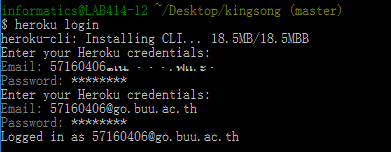 informatics@LAB414-12 ~/Desktop/kingsong (master)
$ heroku login
heroku-cli: Installing CLI... 18.5MB/18.5MBB
Enter your Heroku credentials:
Email: 57160406
Password: ********
Enter your Heroku credentials:
Email: 57160406@go.buu.ac.th
Password: ********
Logged in as 57160406@go.buu.ac.th